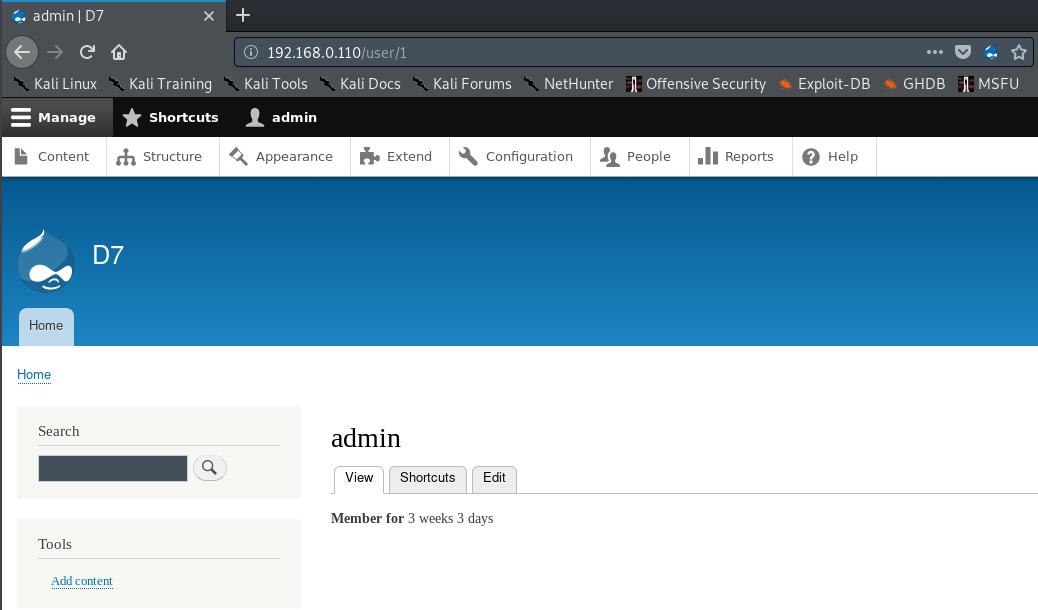 admin | D7
192.168.0.110/user/1
Kali Linux Kali Training Kali Tools Kali Docs Kali Forums NetHunter Offensive Security Exploit-DB GHDB MSFU
Manage Shortcuts admin
Content Structure Appearance Extend Configuration People Reports Help
D7
Home
Home
Search
admin
View Shortcuts Edit
Member for 3 weeks 3 days
Tools
Add content